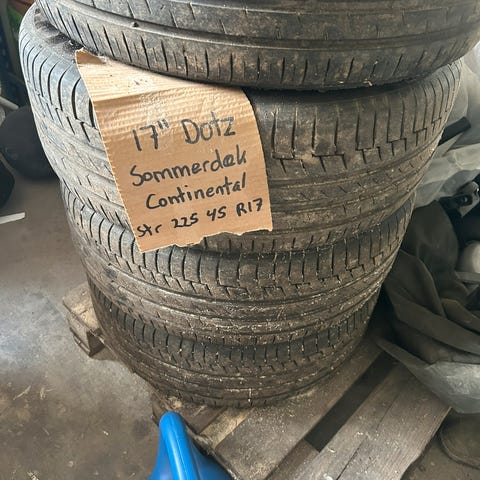 17" Dotz
Sommerdæk
Continental
Str 225 45 R17